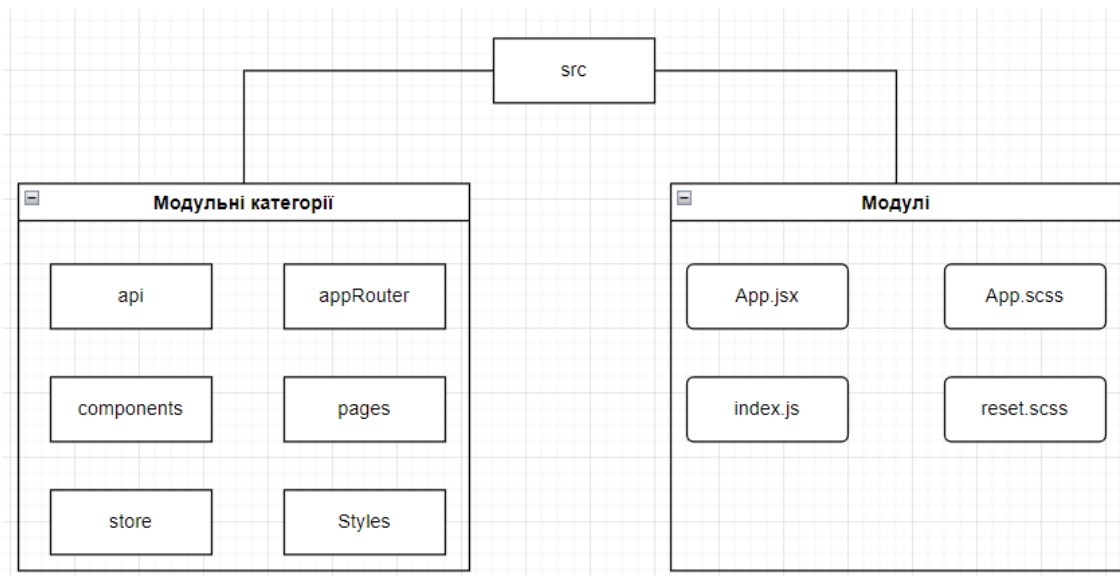 src
Модульні категорії
api
appRouter
components
pages
store
Styles
Модулі
App.jsx
App.scss
index.js
reset.scss